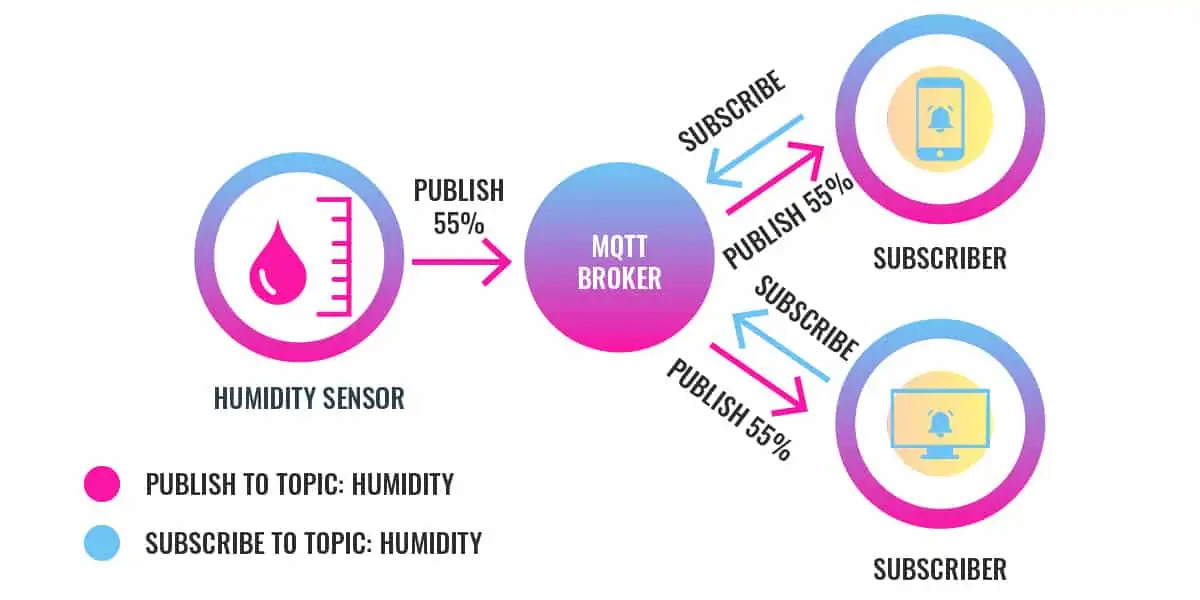 PUBLISH
55%
HUMIDITY SENSOR
MQTT
BROKER
SUBSCRIBE
PUBLISH 55%
SUBSCRIBER
SUBSCRIBE
PUBLISH 55%
SUBSCRIBER
PUBLISH TO TOPIC: HUMIDITY
SUBSCRIBE TO TOPIC: HUMIDITY